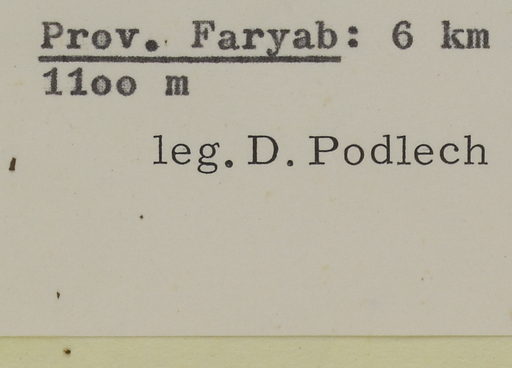 Prov. Faryab: 6 km
11oo m
leg. D. Podlech